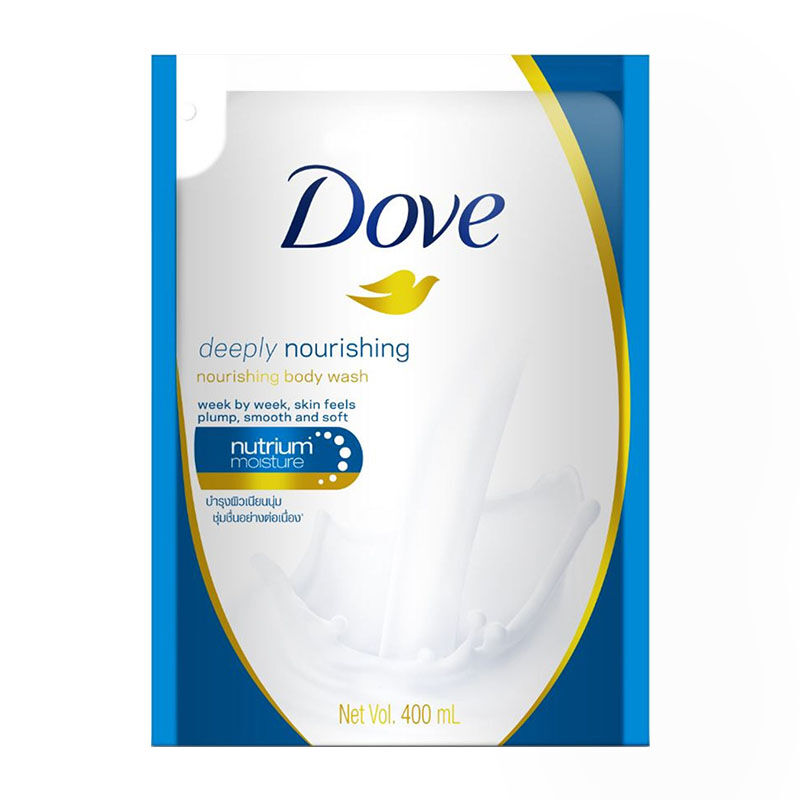 Dove
deeply nourishing
nourishing body wash
week by week, skin feels
plump, smooth and soft
nutrium
moisture
บำรุงผิวเนียนนุ่ม
ชุ่มชื่นอย่างต่อเนื่อง*
Net Vol. 400 mL